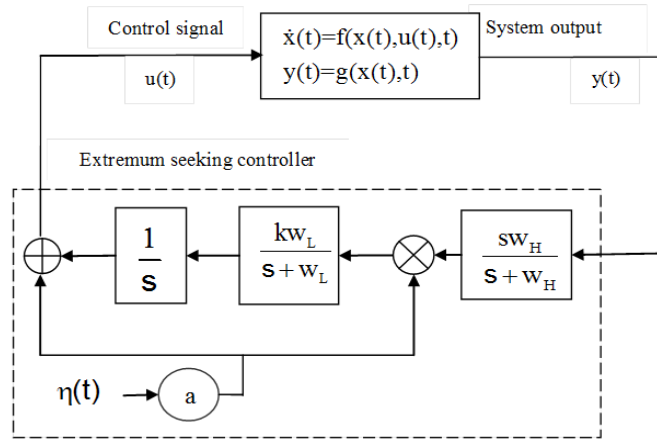 Control signal
ẋ(t)=f(x(t),u(t),t)
y(t)=g(x(t),t)
System output
u(t)
y(t)
Extremum seeking controller
1
s
kw_L
s+w_L
sw_H
s+w_H
η(t)
a